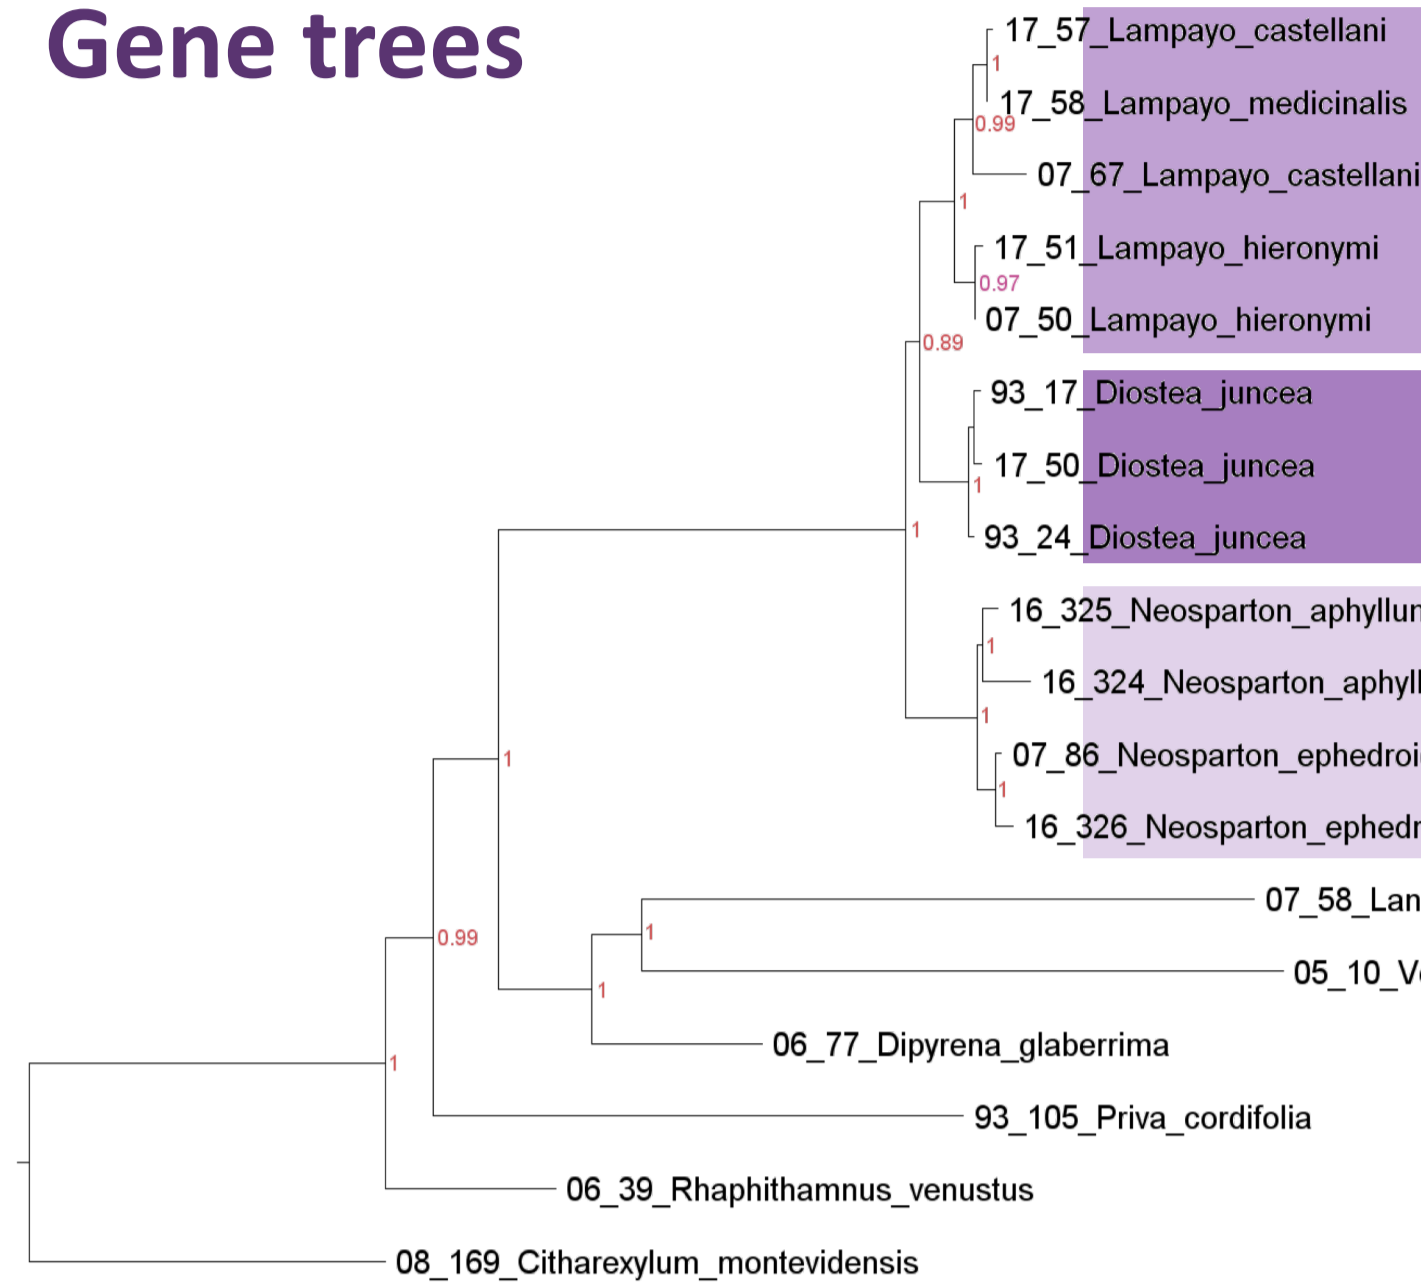 Gene trees
17_57_Lampayo_castellani
1
17_58_Lampayo_medicinalis
0.99
07_67_Lampayo_castellani
1
17_51_Lampayo_hieronymi
0.97
07_50_Lampayo_hieronymi
0.89
93_17_Diostea_juncea
17_50_Diostea_juncea
1
93_24_Diostea_juncea
1
16_325_Neosparton_aphyllum
1
16_324_Neosparton_aphyll
1
07_86_Neosparton_ephedroi
1
16_326_Neosparton_ephedr
1
07_58_Lan
1
0.99
05_10_V
1
06_77_Dipyrena_glaberrima
1
93_105_Priva_cordifolia
06_39_Rhaphithamnus_venustus
08_169_Citharexylum_montevidensis